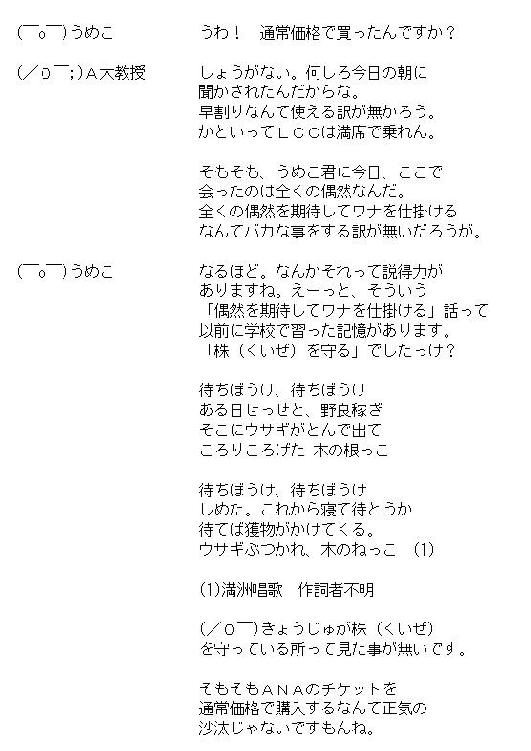 (￣o￣)うめこ　うわ！　通常価格で買ったんですか？
(／０￣;)Ａ大教授　しょうがない。何しろ今日の朝に
聞かされたんだからな。
早割りなんて使える訳が無かろう。
かといってＬＣＣは満席で乗れん。
そもそも、うめこ君に今日、ここで
会ったのは全くの偶然なんだ。
全くの偶然を期待してワナを仕掛ける
なんてバカな事をする訳が無いだろうが。
(￣o￣)うめこ　なるほど。なんかそれって説得力が
ありますね。えーっと、そういう
「偶然を期待してワナを仕掛ける」話って
以前に学校で習った記憶があります。
「株（くいぜ）を守る」でしたっけ？
待ちぼうけ、待ちぼうけ
ある日せっせと、野良稼ぎ
そこにウサギがとんで出て
ころりころげた 木の根っこ
待ちぼうけ、待ちぼうけ
しめた。これから寝て待とうか
待てば獲物がかけてくる。
ウサギぶつかれ、木のねっこ　(1)
(1)満洲唱歌　作詞者不明
(／０￣)きょうじゅが株（くいぜ）
を守っている所って見た事が無いです。
そもそもＡＮＡのチケットを
通常価格で購入するなんて正気の
沙汰じゃないですもんね。